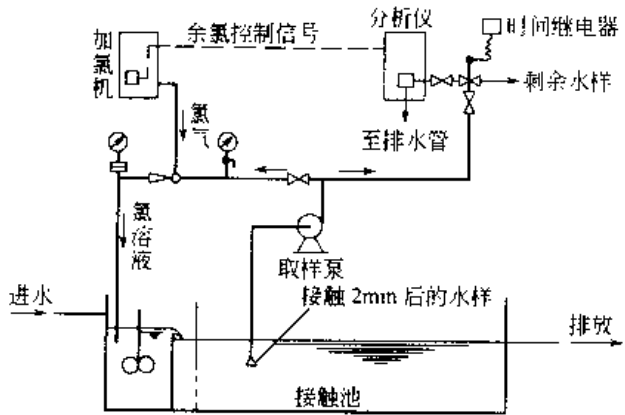 加氯机
余氯控制信号
分析仪
时间继电器
剩余水样
氯气
至排水管
氯溶液
取样泵
进水
接触2mm后的水样
排放
接触池